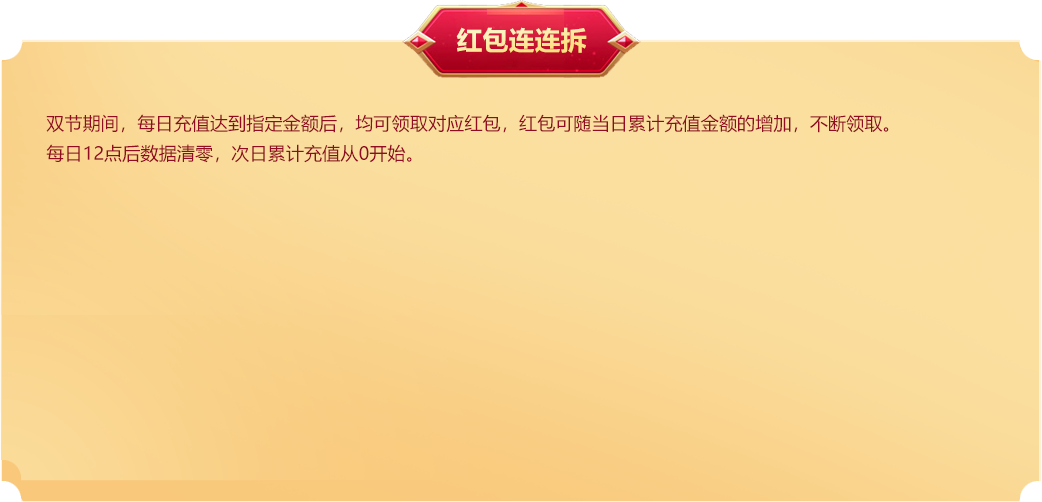 红包连连拆
双节期间，每日充值达到指定金额后，均可领取对应红包，红包可随当日累计充值金额的增加，不断领取。
每日12点后数据清零，次日累计充值从0开始。